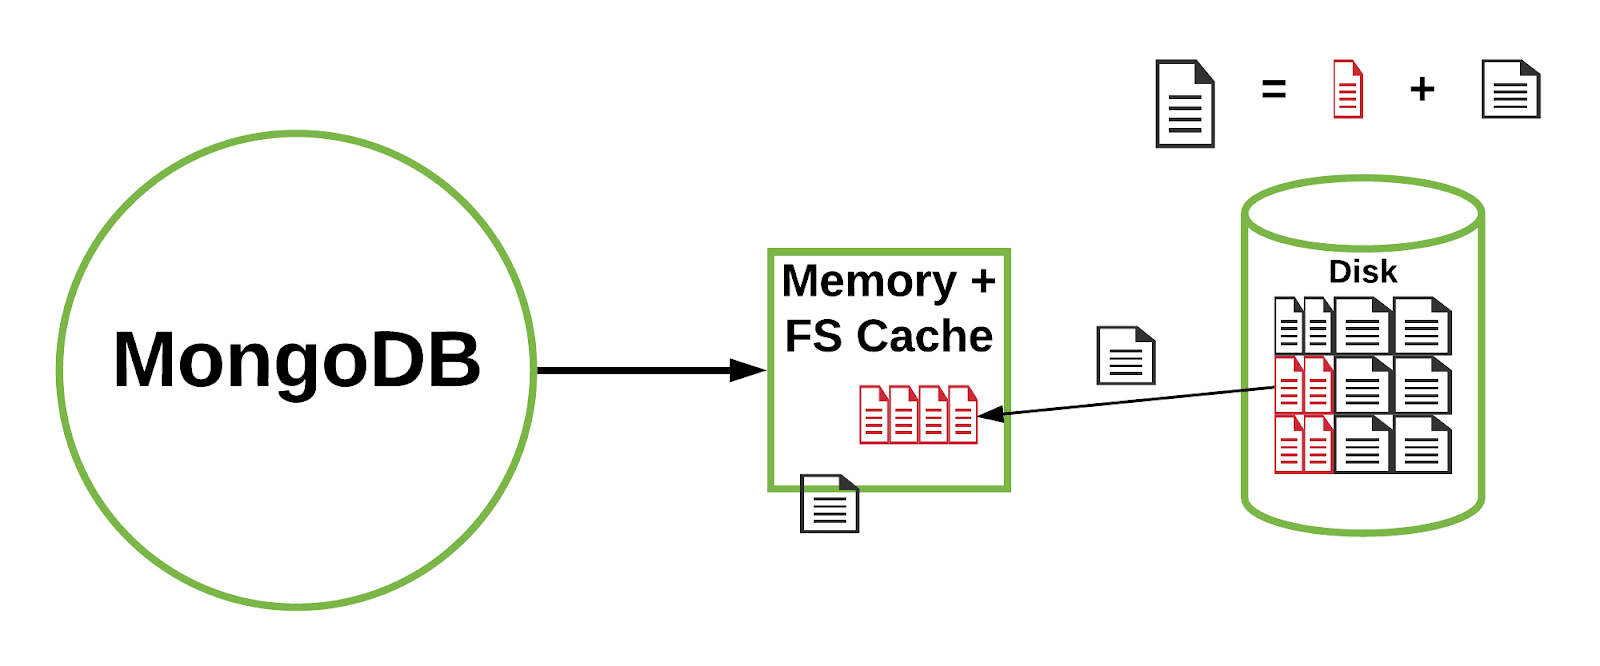 =
+
Disk
Memory +
FS Cache
MongoDB